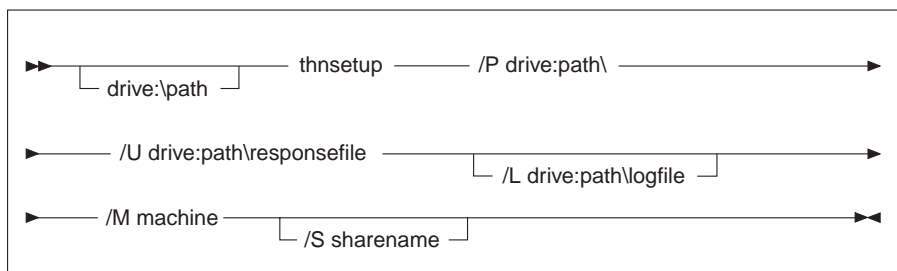 thnsetup /P drive:path\
drive:\path
/U drive:path\responsefile
/L drive:path\logfile
/M machine
/S sharename